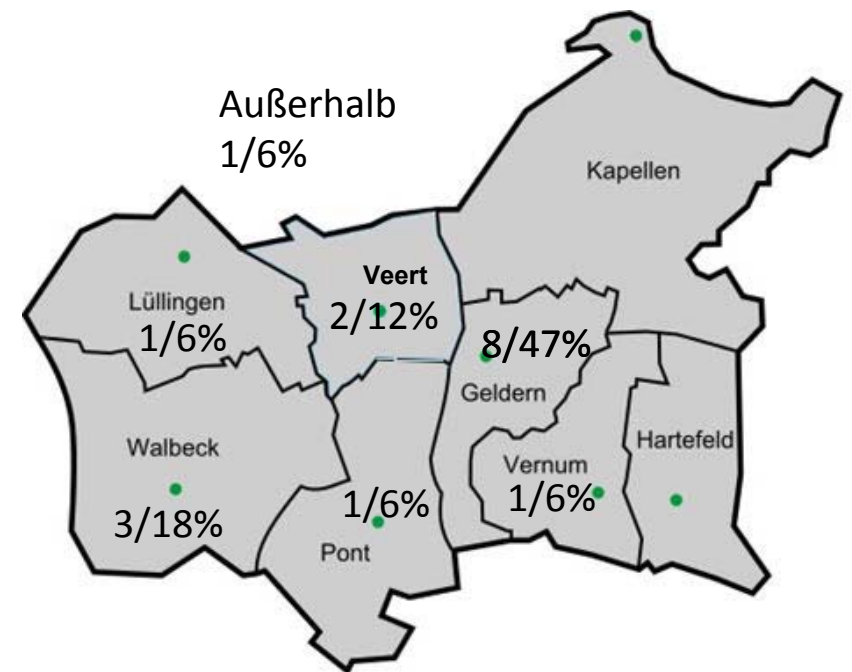 Außerhalb
1/6%
Kapellen
Veert
2/12%
Lüllingen
1/6%
8/47%
Geldern
Walbeck
3/18%
Hartefeld
Vernum
1/6%
1/6%
Pont